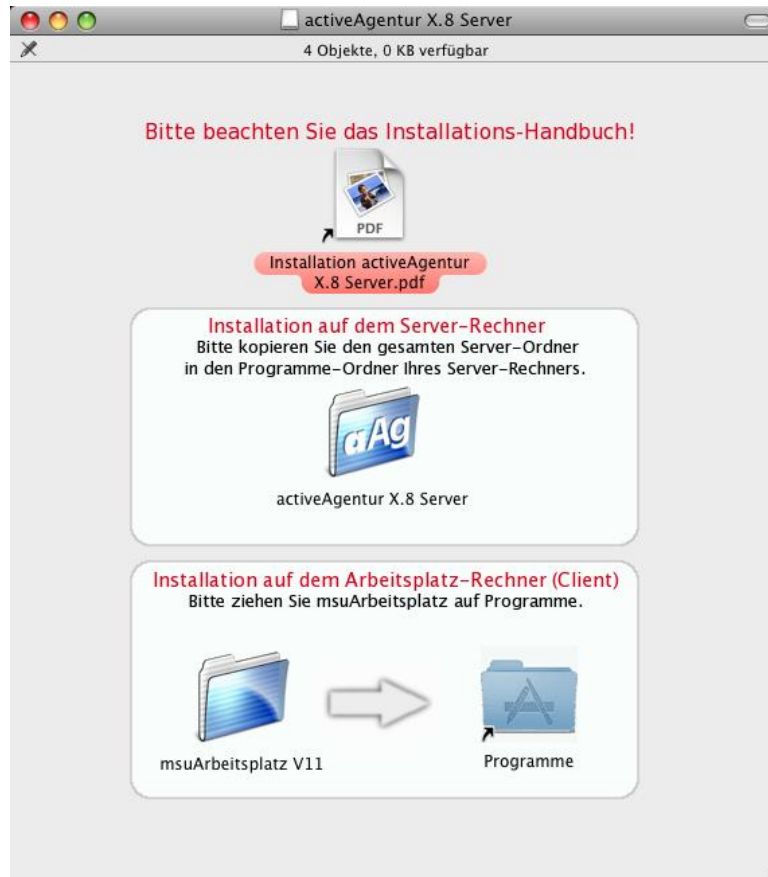 activeAgentur X.8 Server
4 Objekte, 0 KB verfügbar
Bitte beachten Sie das Installations-Handbuch!
PDF
Installation activeAgentur
X.8 Server.pdf
Installation auf dem Server-Rechner
Bitte kopieren Sie den gesamten Server-Ordner
in den Programme-Ordner Ihres Server-Rechners.
aAg
activeAgentur X.8 Server
Installation auf dem Arbeitsplatz-Rechner (Client)
Bitte ziehen Sie msuArbeitsplatz auf Programme.
msuArbeitsplatz V11
Programme